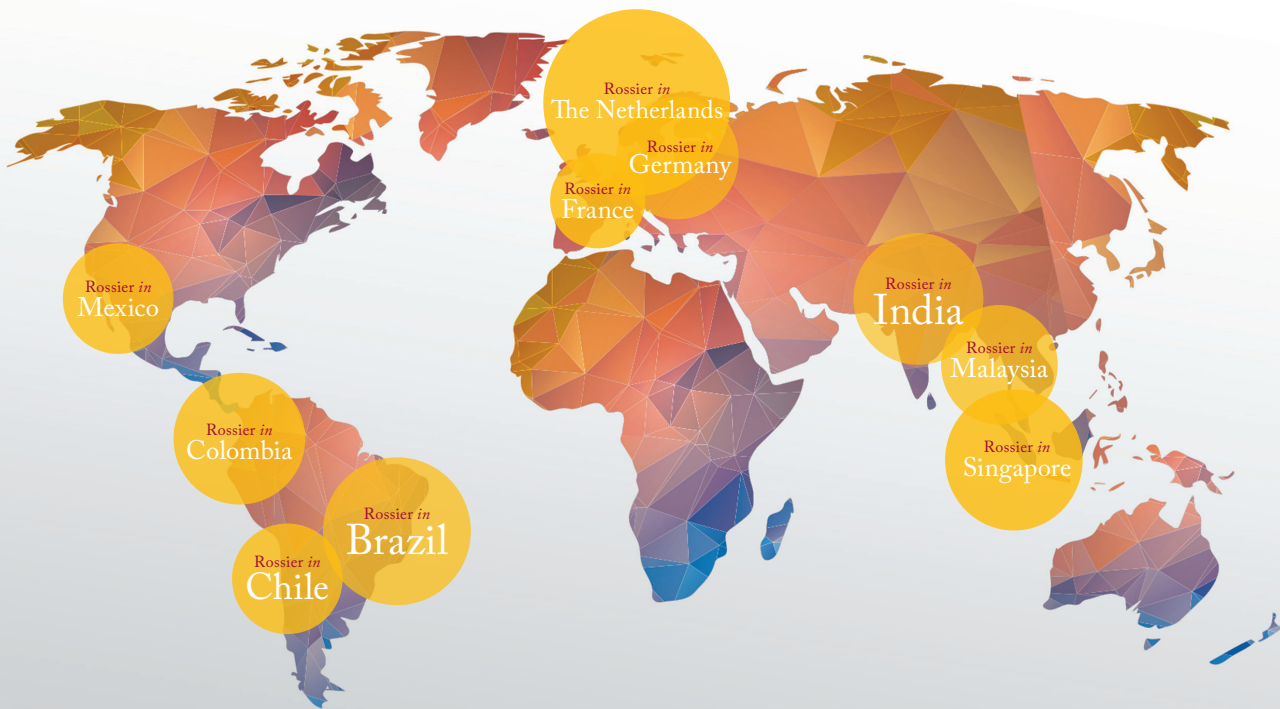 Rossier in
The Netherlands
Rossier in
Germany
Rossier in
France
Rossier in
Mexico
Rossier in
India
Rossier in
Malaysia
Rossier in
Colombia
Rossier in
Singapore
Rossier in
Brazil
Rossier in
Chile